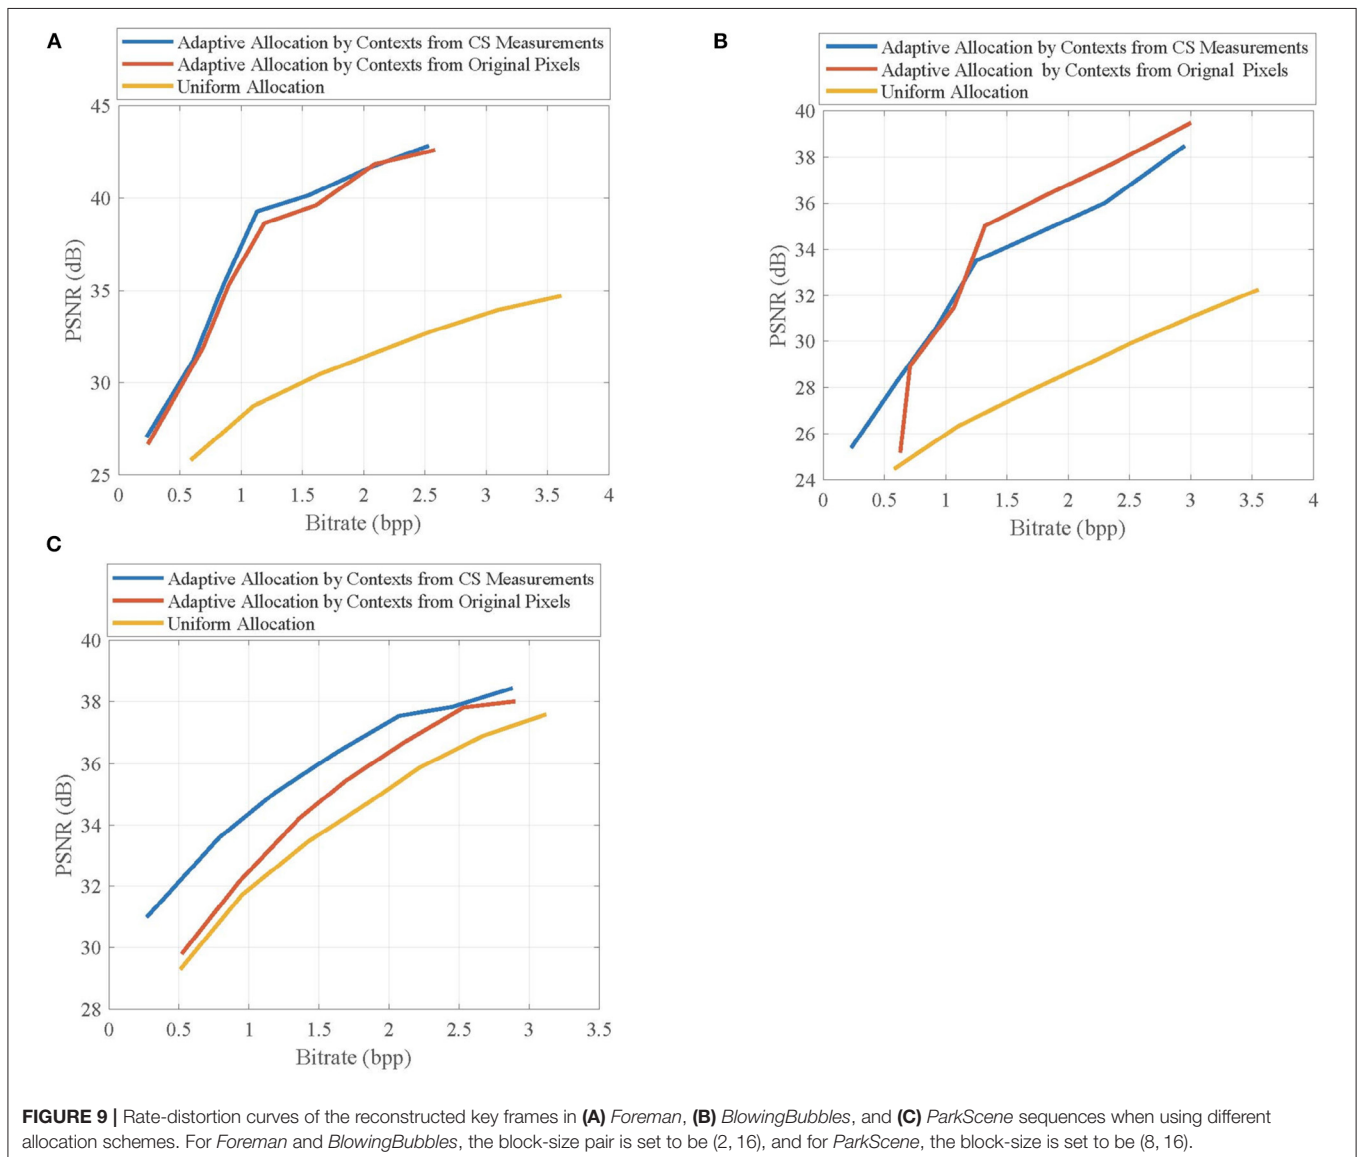 A
Adaptive Allocation by Contexts from CS Measurements
Adaptive Allocation by Contexts from Original Pixels
Uniform Allocation
45
40
35
30
25
PSNR (dB)
0 0.5 1 1.5 2 2.5 3 3.5 4
Bitrate (bpp)
B
Adaptive Allocation by Contexts from CS Measurements
Adaptive Allocation by Contexts from Orignal Pixels
Uniform Allocation
40
38
36
34
32
30
28
26
24
PSNR (dB)
0 0.5 1 1.5 2 2.5 3 3.5 4
Bitrate (bpp)
C
Adaptive Allocation by Contexts from CS Measurements
Adaptive Allocation by Contexts from Original Pixels
Uniform Allocation
40
38
36
34
32
30
28
PSNR (dB)
0 0.5 1 1.5 2 2.5 3 3.5
Bitrate (bpp)
FIGURE 9 | Rate-distortion curves of the reconstructed key frames in (A) Foreman, (B) BlowingBubbles, and (C) ParkScene sequences when using different
allocation schemes. For Foreman and BlowingBubbles, the block-size pair is set to be (2, 16), and for ParkScene, the block-size is set to be (8, 16).